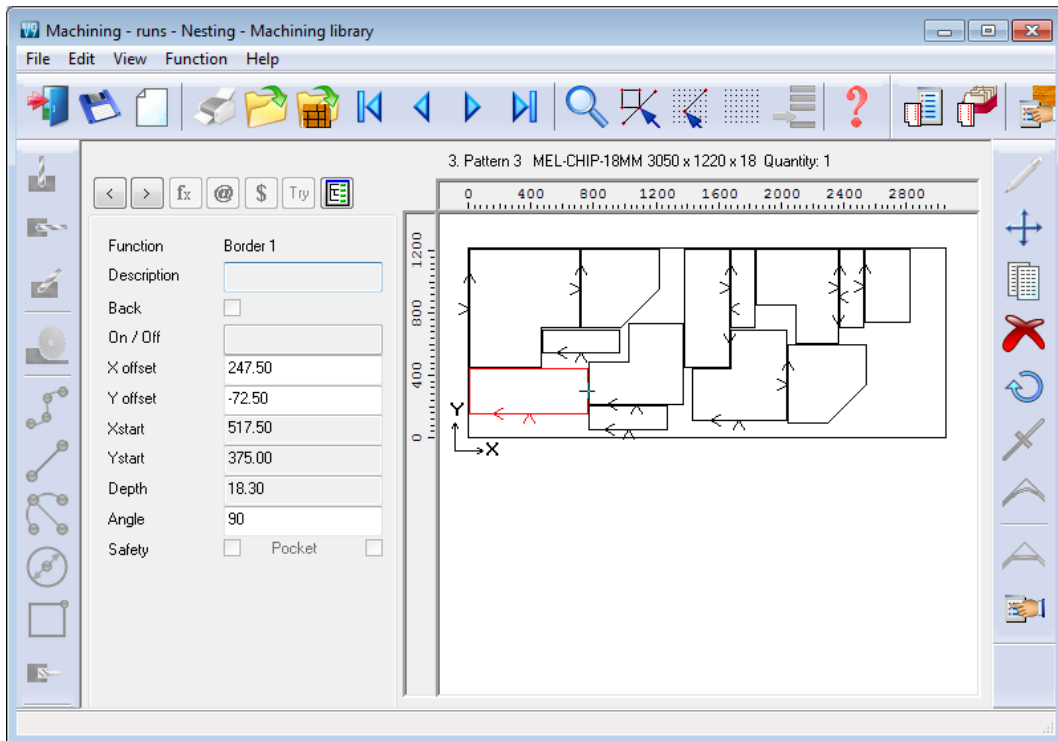 Machining - runs - Nesting - Machining library
File Edit View Function Help
3. Pattern 3 MEL-CHIP-18MM 3050 x 1220 x 18 Quantity: 1
< > fx @ $ Try
0 400 800 1200 1600 2000 2400 2800
1200
800
400
0
Function Border 1
Description
Back
On / Off
X offset 247.50
Y offset -72.50
Xstart 517.50
Ystart 375.00
Depth 18.30
Angle 90
Safety Pocket
Y
X